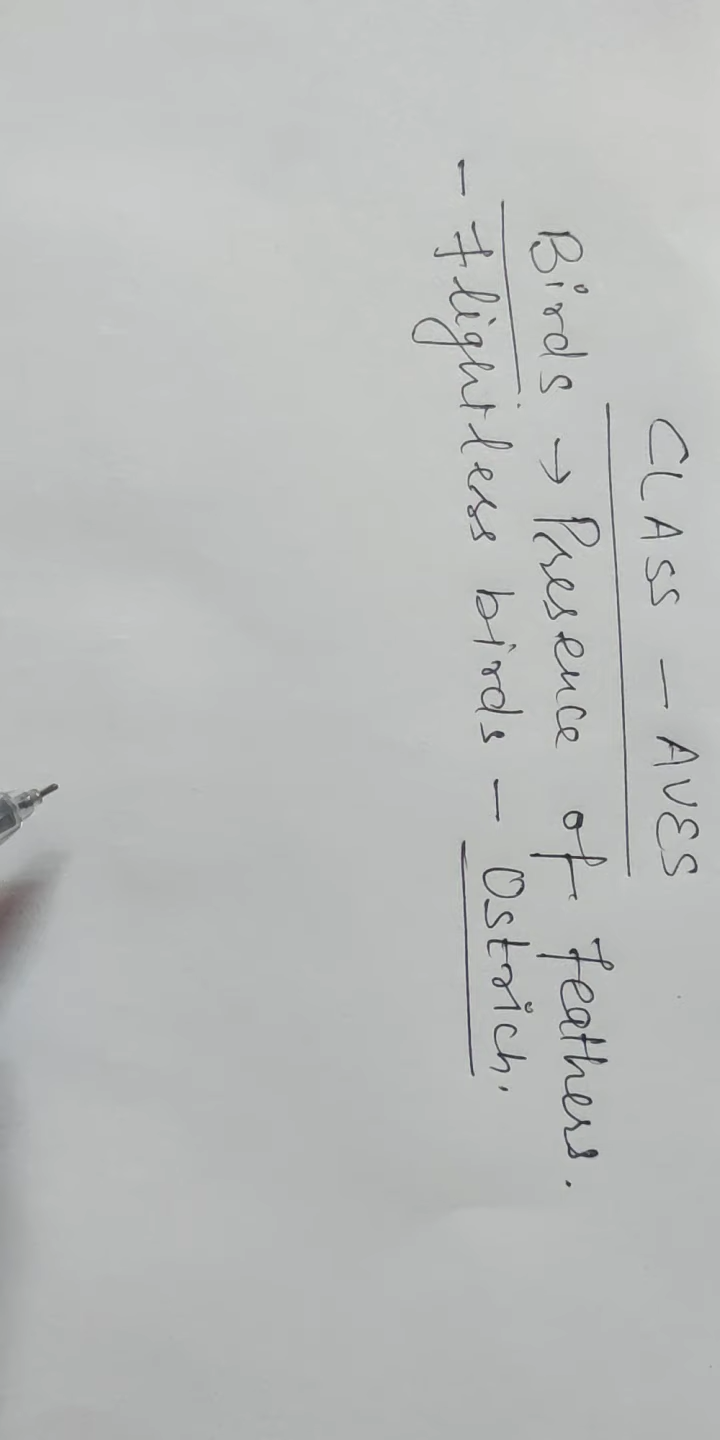 CLASS - AVES
Birds → Presence of feathers.
- Flightless birds - Ostrich.